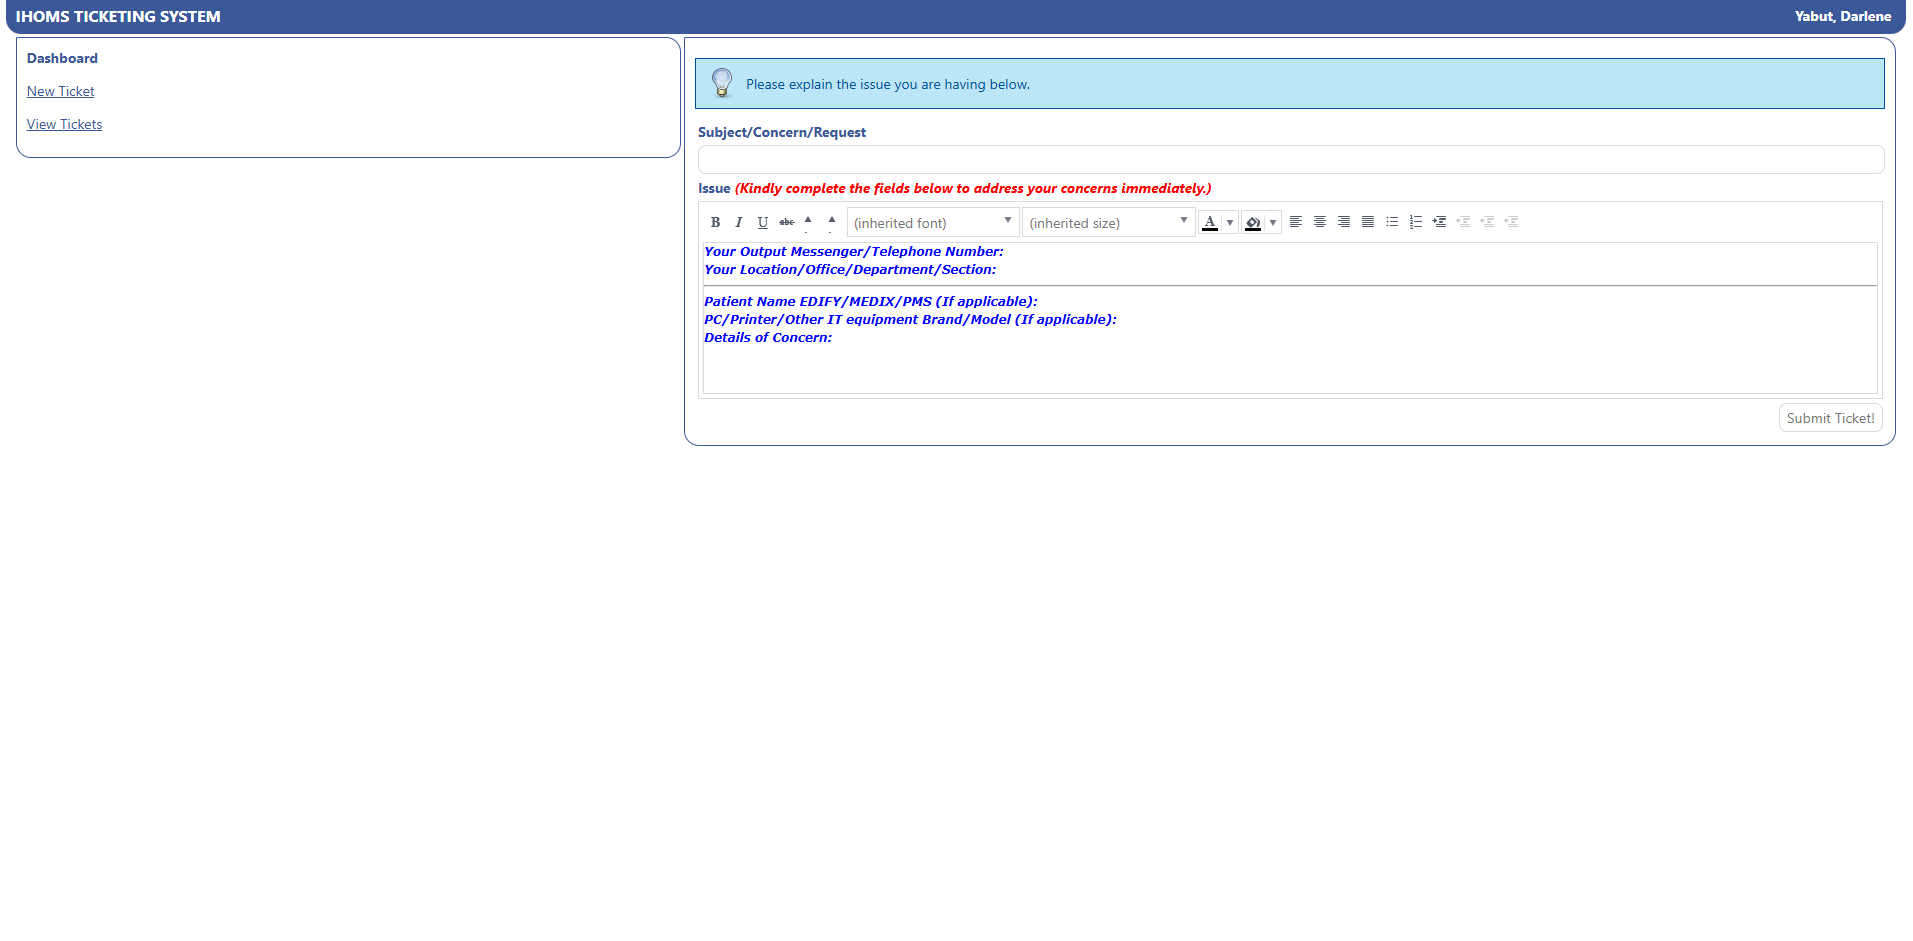 IHOMS TICKETING SYSTEM
Yabut, Darlene
Dashboard
New Ticket
View Tickets
Please explain the issue you are having below.
Subject/Concern/Request
Issue (Kindly complete the fields below to address your concerns immediately.)
B I U abc (inherited font) (inherited size) A
Your Output Messenger/Telephone Number:
Your Location/Office/Department/Section:
Patient Name EDIFY/MEDIX/PMS (If applicable):
PC/Printer/Other IT equipment Brand/Model (If applicable):
Details of Concern:
Submit Ticket!